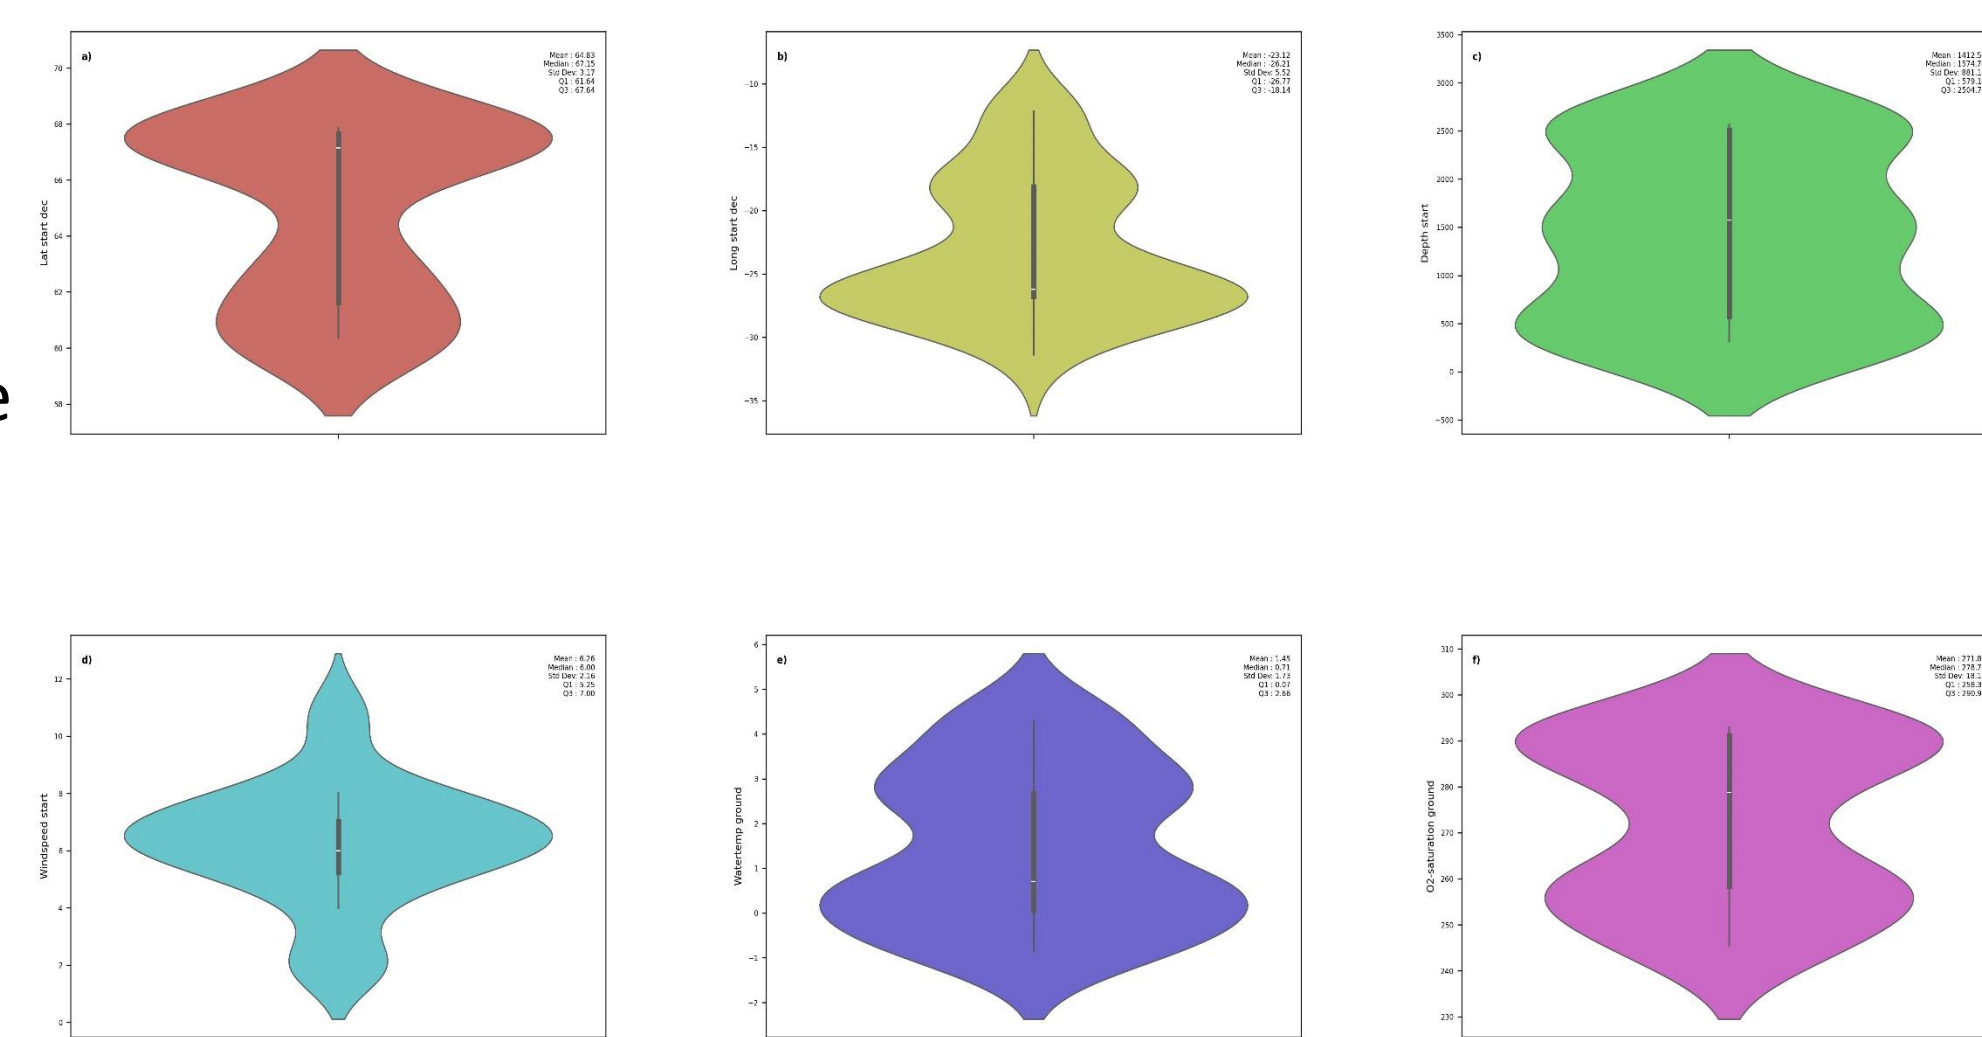 a)
Mean : 64.83
Median : 67.15
Std Dev: 3.17
Q1 : 61.64
Q3 : 67.64
70
68
66
64
62
60
58
Lat start dec
b)
Mean : -23.12
Median : -26.21
Std Dev: 5.52
Q1 : -26.77
Q3 : -18.14
−10
−15
−20
−25
−30
−35
Long start dec
c)
Mean : 1412.5
Median : 1574.7
Std Dev: 881.1
Q1 : 579.1
Q3 : 2504.7
3500
3000
2500
2000
1500
1000
500
0
−500
Depth start
e
d)
Mean : 6.26
Median : 6.00
Std Dev: 2.16
Q1 : 5.25
Q3 : 7.00
12
10
8
6
4
2
0
Windspeed start
e)
Mean : 1.45
Median : 0.71
Std Dev: 1.73
Q1 : 0.07
Q3 : 2.66
6
5
4
3
2
1
0
−1
−2
Watertemp ground
f)
Mean : 271.8
Median : 278.7
Std Dev: 18.1
Q1 : 258.3
Q3 : 290.9
310
300
290
280
270
260
250
240
230
O2-saturation ground